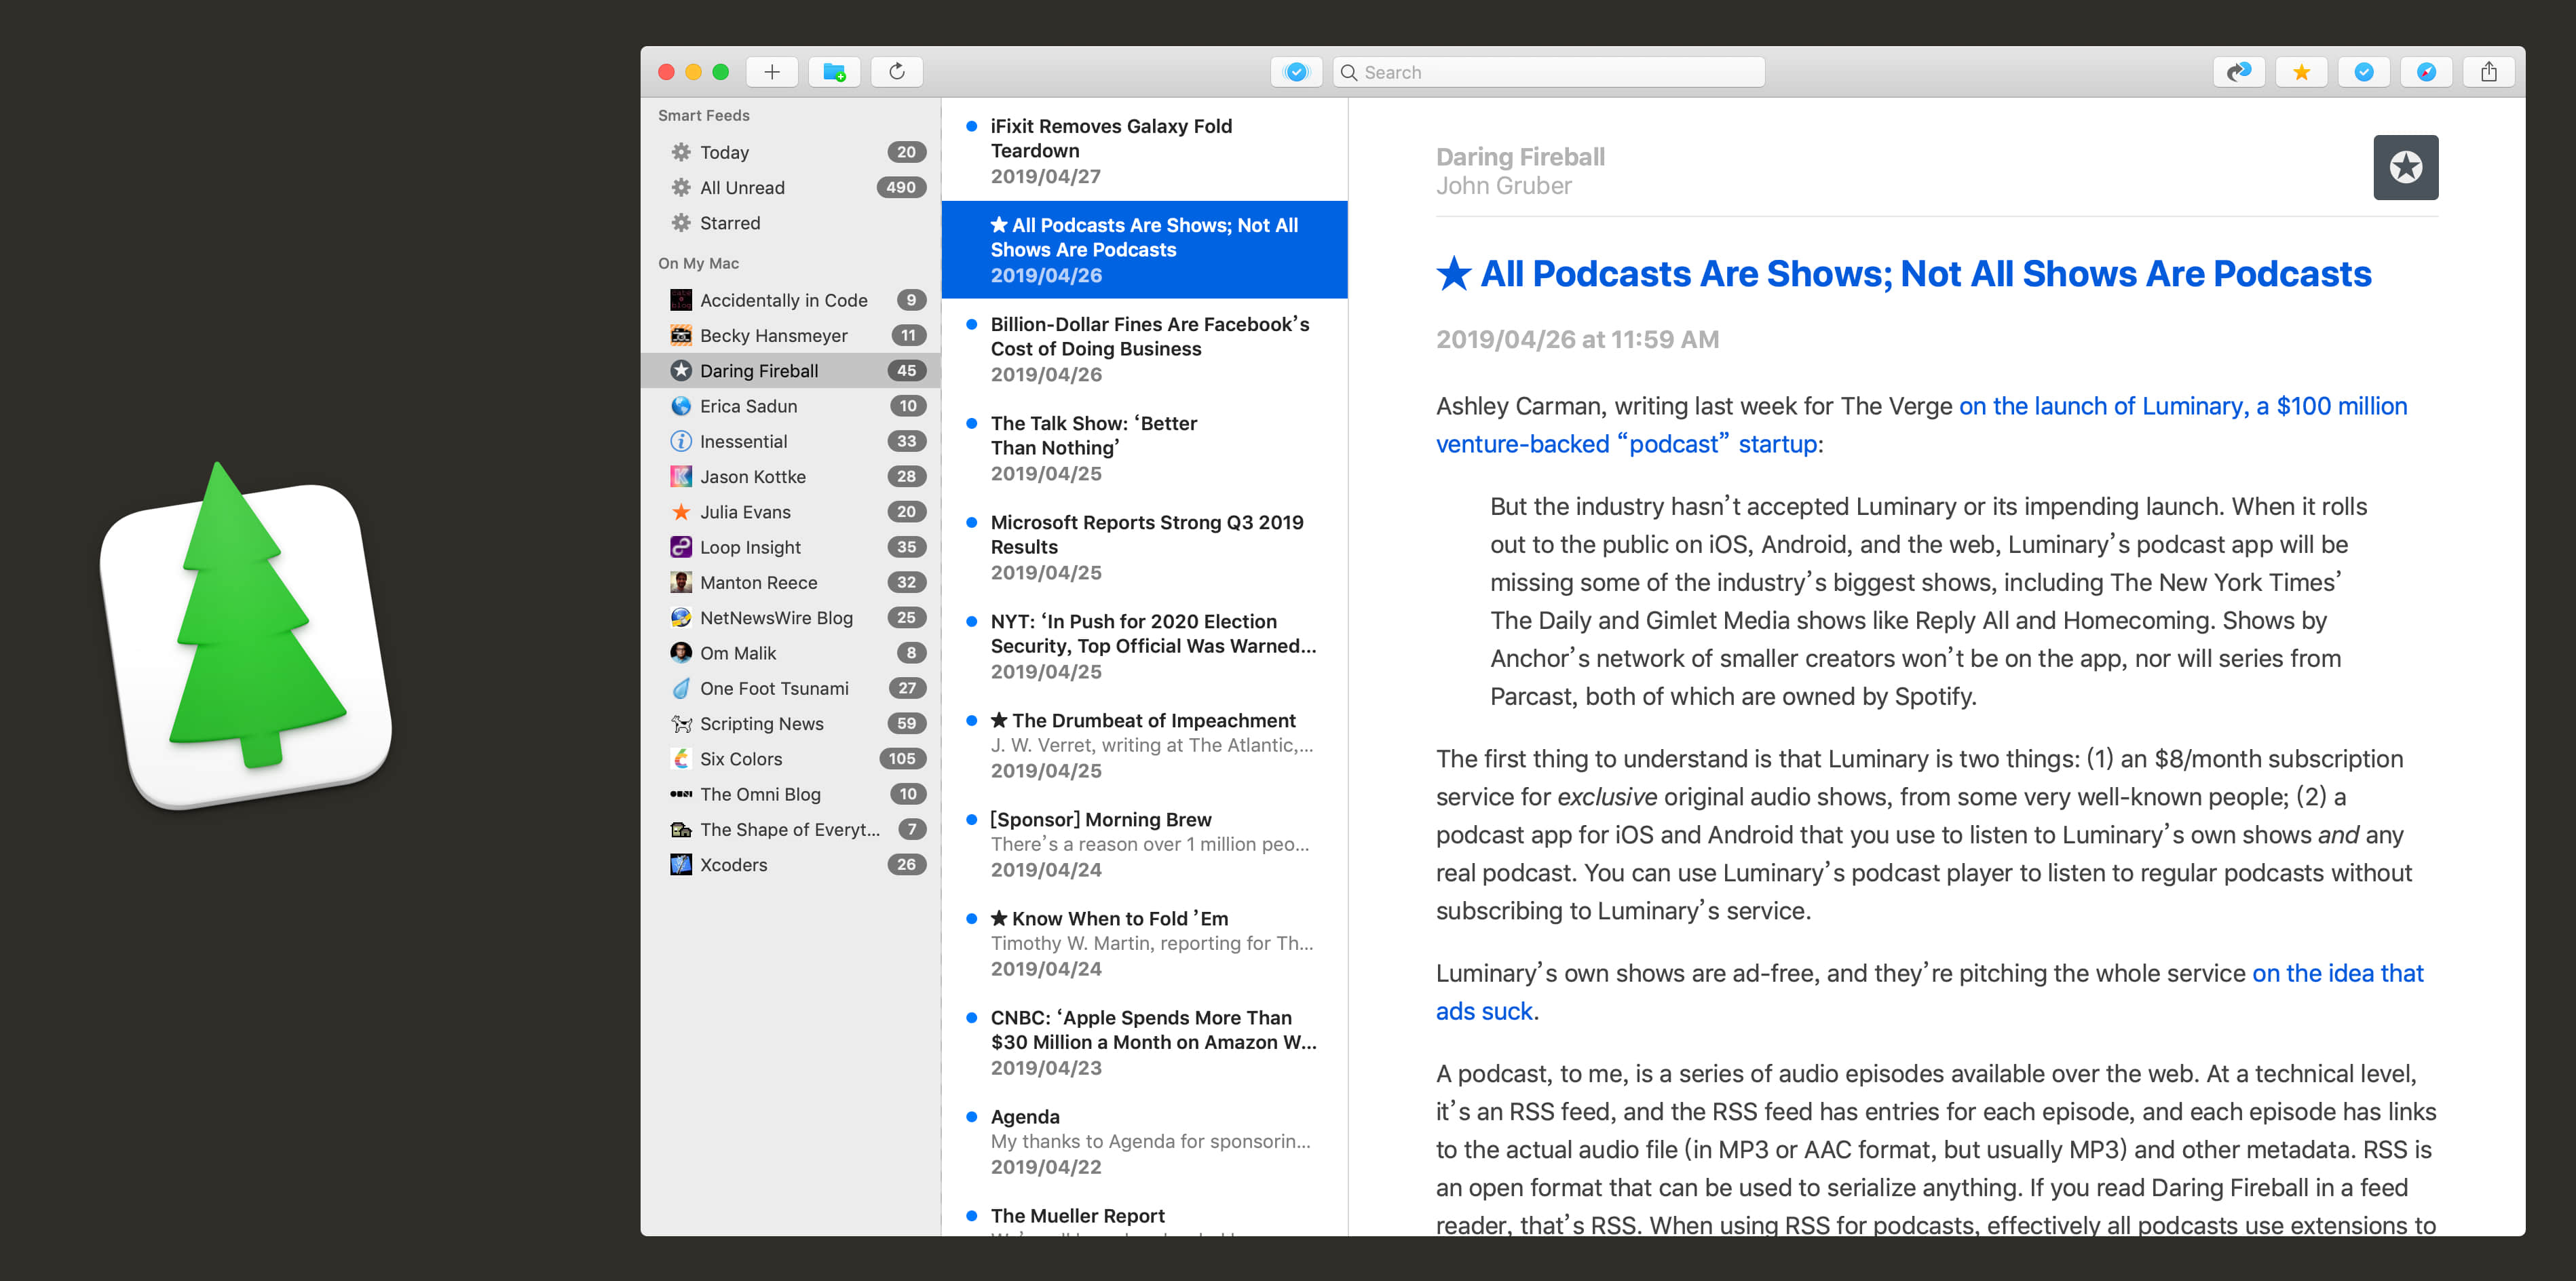 Search
Smart Feeds
Today 20
All Unread 490
Starred
On My Mac
Accidentally in Code 9
Becky Hansmeyer 11
Daring Fireball 45
Erica Sadun 10
Inessential 33
Jason Kottke 28
Julia Evans 20
Loop Insight 35
Manton Reece 32
NetNewsWire Blog 25
Om Malik 8
One Foot Tsunami 27
Scripting News 59
Six Colors 105
The Omni Blog 10
The Shape of Everyt... 7
Xcoders 26
iFixit Removes Galaxy Fold
Teardown
2019/04/27
★ All Podcasts Are Shows; Not All
Shows Are Podcasts
2019/04/26
Billion-Dollar Fines Are Facebook’s
Cost of Doing Business
2019/04/26
The Talk Show: ‘Better
Than Nothing’
2019/04/25
Microsoft Reports Strong Q3 2019
Results
2019/04/25
NYT: ‘In Push for 2020 Election
Security, Top Official Was Warned...
2019/04/25
★ The Drumbeat of Impeachment
J. W. Verret, writing at The Atlantic,...
2019/04/25
[Sponsor] Morning Brew
There’s a reason over 1 million peo...
2019/04/24
★ Know When to Fold ’Em
Timothy W. Martin, reporting for Th...
2019/04/24
CNBC: ‘Apple Spends More Than
$30 Million a Month on Amazon W...
2019/04/23
Agenda
My thanks to Agenda for sponsorin...
2019/04/22
The Mueller Report
Daring Fireball
John Gruber
★ All Podcasts Are Shows; Not All Shows Are Podcasts
2019/04/26 at 11:59 AM
Ashley Carman, writing last week for The Verge on the launch of Luminary, a $100 million
venture-backed “podcast” startup:
But the industry hasn’t accepted Luminary or its impending launch. When it rolls
out to the public on iOS, Android, and the web, Luminary’s podcast app will be
missing some of the industry’s biggest shows, including The New York Times’
The Daily and Gimlet Media shows like Reply All and Homecoming. Shows by
Anchor’s network of smaller creators won’t be on the app, nor will series from
Parcast, both of which are owned by Spotify.
The first thing to understand is that Luminary is two things: (1) an $8/month subscription
service for exclusive original audio shows, from some very well-known people; (2) a
podcast app for iOS and Android that you use to listen to Luminary’s own shows and any
real podcast. You can use Luminary’s podcast player to listen to regular podcasts without
subscribing to Luminary’s service.
Luminary’s own shows are ad-free, and they’re pitching the whole service on the idea that
ads suck.
A podcast, to me, is a series of audio episodes available over the web. At a technical level,
it’s an RSS feed, and the RSS feed has entries for each episode, and each episode has links
to the actual audio file (in MP3 or AAC format, but usually MP3) and other metadata. RSS is
an open format that can be used to serialize anything. If you read Daring Fireball in a feed
reader, that’s RSS. When using RSS for podcasts, effectively all podcasts use extensions to